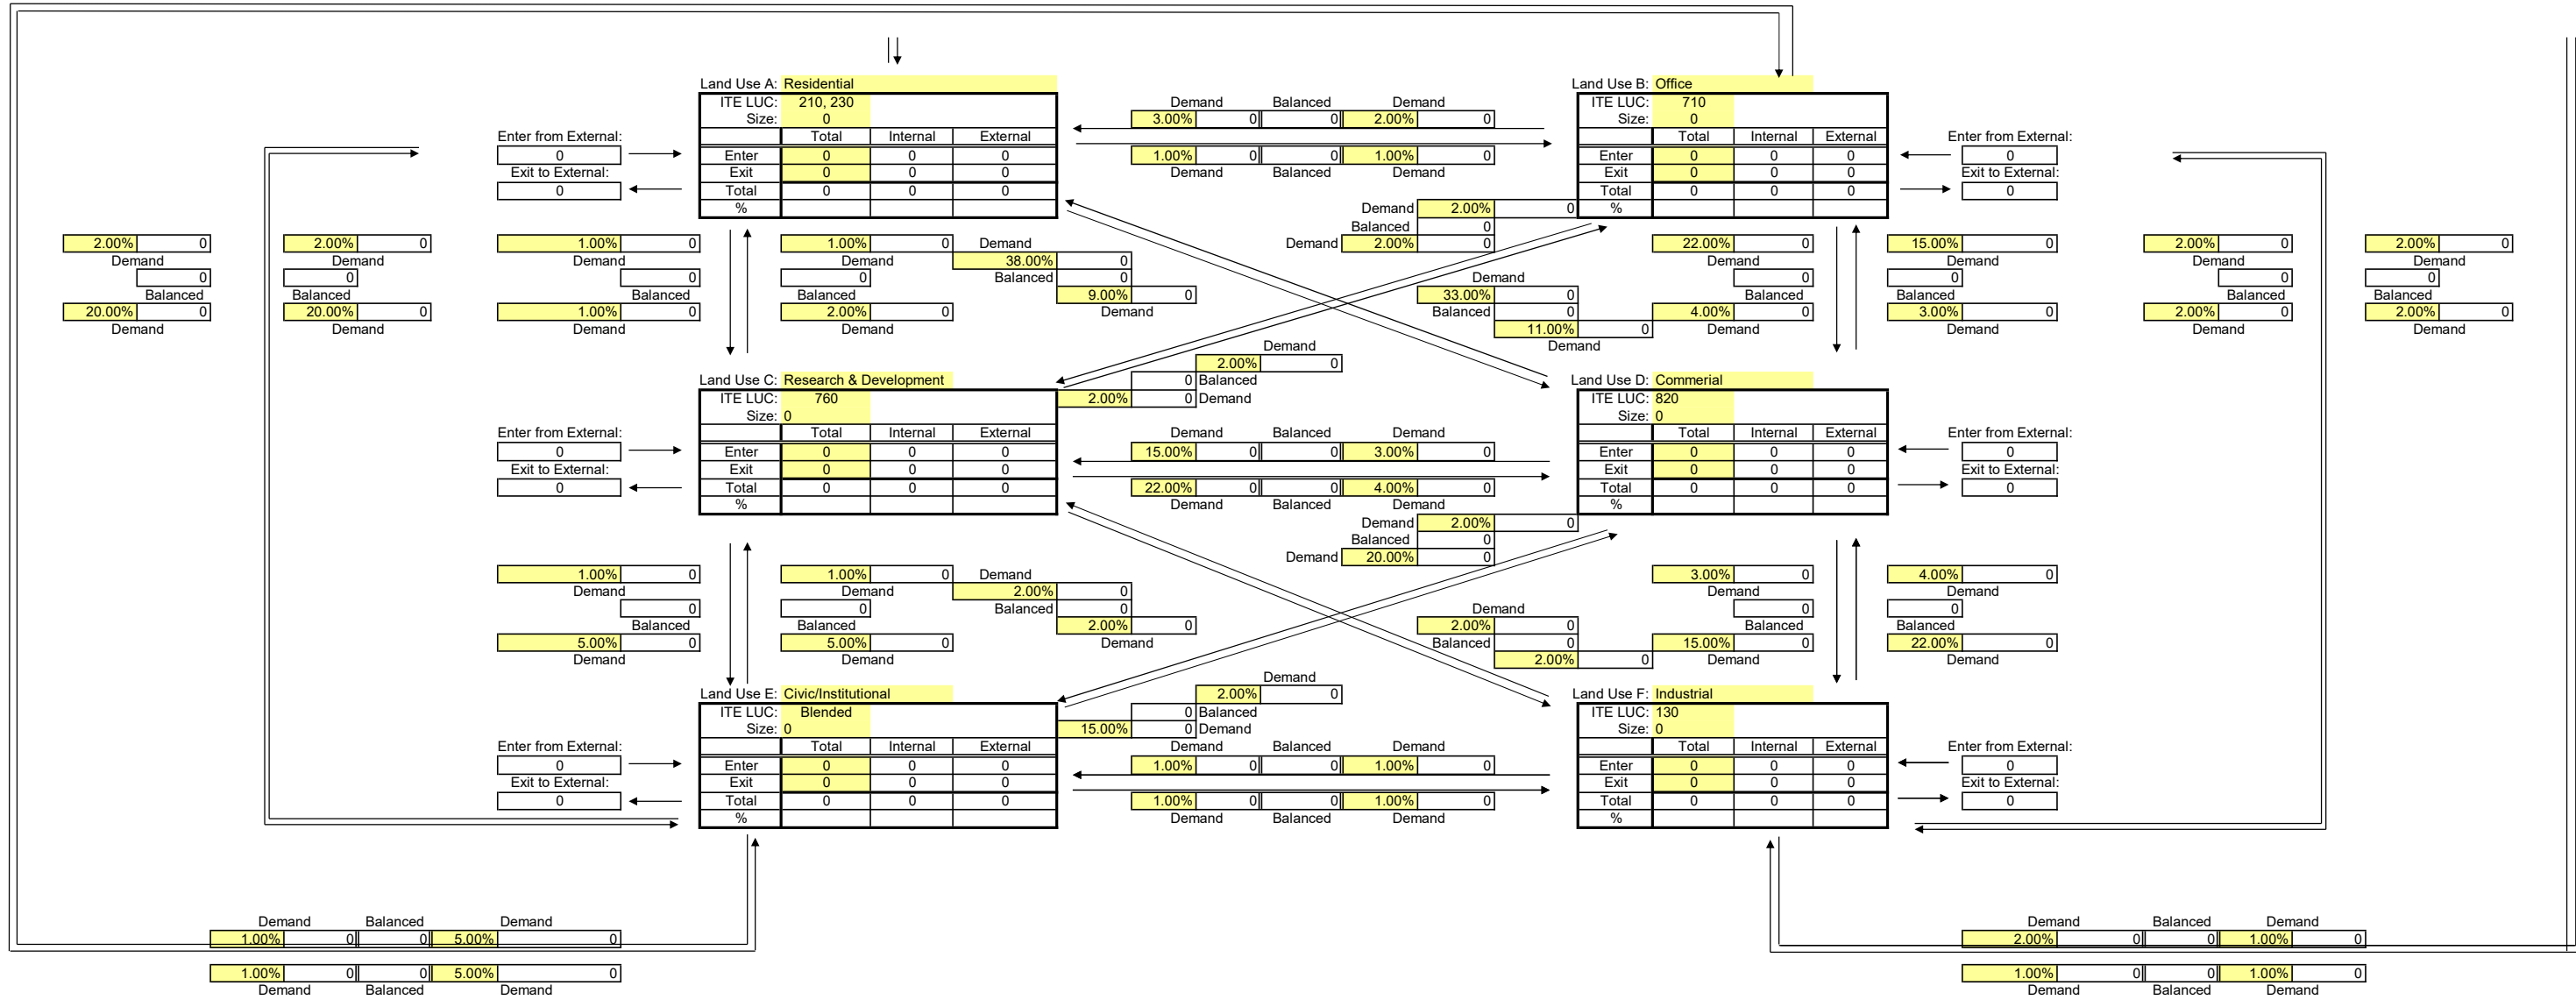 Land Use A: Residential Land Use B: Office
ITE LUC: 210, 230 Demand Balanced Demand ITE LUC: 710
Size: 0 3.00% 0 0 2.00% 0 Size: 0
Enter from External: Total Internal External Total Internal External Enter from External:
0 Enter 0 0 0 1.00% 0 0 1.00% 0 Enter 0 0 0 0
Exit to External: Exit 0 0 0 Demand Balanced Demand Exit 0 0 0 Exit to External:
0 Total 0 0 0 Total 0 0 0 0
% Demand 2.00% 0 %
Balanced 0
2.00% 0 2.00% 0 1.00% 0 1.00% 0 Demand Demand 2.00% 0 22.00% 0 15.00% 0 2.00% 0 2.00% 0
Demand Demand Demand Demand 38.00% 0 Demand Demand Demand Demand
0 0 0 0 Balanced 0 Demand 0 0 0 0
Balanced Balanced Balanced Balanced 9.00% 0 33.00% 0 Balanced Balanced Balanced Balanced
20.00% 0 20.00% 0 1.00% 0 2.00% 0 Demand Balanced 0 4.00% 0 3.00% 0 2.00% 0 2.00% 0
Demand Demand Demand Demand 11.00% 0 Demand Demand Demand Demand
Demand
Demand
2.00% 0
Land Use C: Research & Development 0 Balanced Land Use D: Commerial
ITE LUC: 760 2.00% 0 Demand ITE LUC: 820
Size: 0 Size: 0
Enter from External: Total Internal External Demand Balanced Demand Total Internal External Enter from External:
0 Enter 0 0 0 15.00% 0 0 3.00% 0 Enter 0 0 0 0
Exit to External: Exit 0 0 0 Exit 0 0 0 Exit to External:
0 Total 0 0 0 22.00% 0 0 4.00% 0 Total 0 0 0 0
% Demand Balanced Demand %
Demand 2.00% 0
Balanced 0
Demand 20.00% 0
1.00% 0 1.00% 0 Demand 3.00% 0 4.00% 0
Demand Demand 2.00% 0 Demand Demand
0 0 Balanced 0 Demand 0 0
Balanced Balanced 2.00% 0 2.00% 0 Balanced Balanced
5.00% 0 5.00% 0 Demand Balanced 0 15.00% 0 22.00% 0
Demand Demand 2.00% 0 Demand Demand
Demand
Land Use E: Civic/Institutional 2.00% 0 Land Use F: Industrial
ITE LUC: Blended 0 Balanced ITE LUC: 130
Size: 0 15.00% 0 Demand Size: 0
Enter from External: Total Internal External Demand Balanced Demand Total Internal External Enter from External:
0 Enter 0 0 0 1.00% 0 0 1.00% 0 Enter 0 0 0 0
Exit to External: Exit 0 0 0 Exit 0 0 0 Exit to External:
0 Total 0 0 0 1.00% 0 0 1.00% 0 Total 0 0 0 0
% Demand Balanced Demand %
Demand Balanced Demand Demand Balanced Demand
1.00% 0 0 5.00% 0 2.00% 0 0 1.00% 0
1.00% 0 0 5.00% 0 1.00% 0 0 1.00% 0
Demand Balanced Demand Demand Balanced Demand